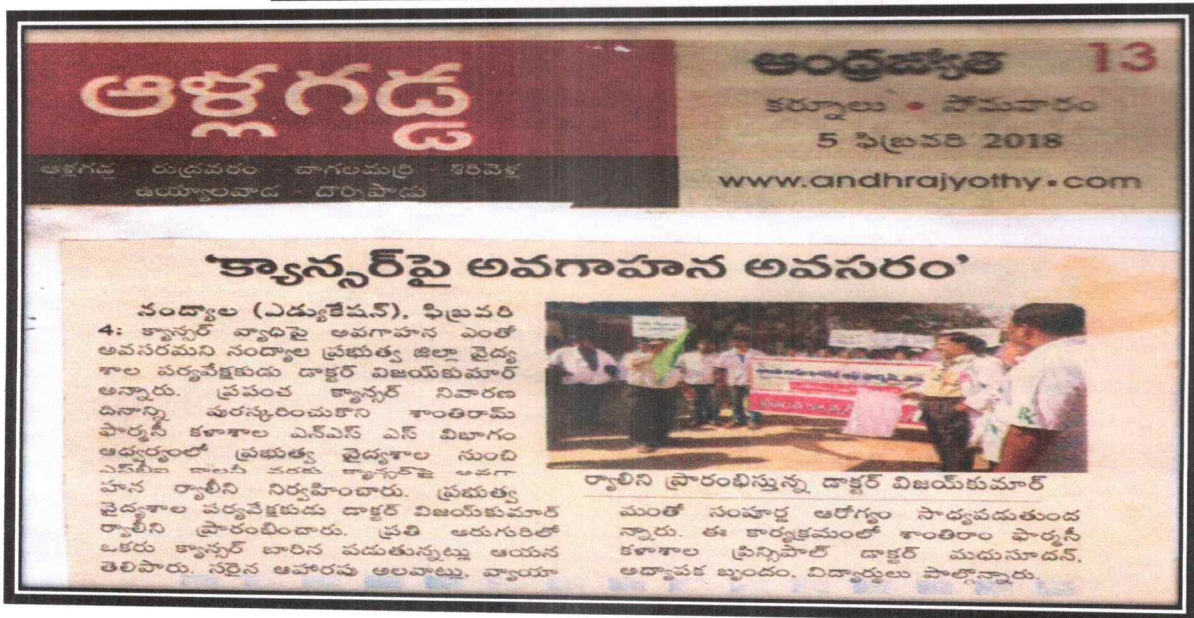 ఆళ్లగడ్డ
ఆళ్లగడ్డ - రుద్రవరం - చాగలమర్రి - శిరివెళ్ల
ఉయ్యాలవాడ - దొర్నిపాడు
ఆంధ్రజ్యోతి 13
కర్నూలు • సోమవారం
5 ఫిబ్రవరి 2018
www.andhrajyothy.com
'క్యాన్సర్‌పై అవగాహన అవసరం'
నంద్యాల (ఎడ్యుకేషన్), ఫిబ్రవరి
4: క్యాన్సర్ వ్యాధిపై అవగాహన ఎంతో
అవసరమని నంద్యాల ప్రభుత్వ జిల్లా వైద్య
శాల పర్యవేక్షకుడు డాక్టర్ విజయ్‌కుమార్
అన్నారు. ప్రపంచ క్యాన్సర్ నివారణ
దినాన్ని పురస్కరించుకొని శాంతిరామ్
ఫార్మసీ కళాశాల ఎన్ఎస్ ఎస్ విభాగం
ఆధ్వర్యంలో ప్రభుత్వ వైద్యశాల నుంచి
వరకు క్యాన్సర్‌పై అవగా
హన ర్యాలీని నిర్వహించారు. ప్రభుత్వ
వైద్యశాల పర్యవేక్షకుడు డాక్టర్ విజయ్‌కుమార్
ర్యాలీని ప్రారంభించారు. ప్రతి ఆరుగురిలో
ఒకరు క్యాన్సర్ బారిన పడుతున్నట్లు ఆయన
తెలిపారు. సరైన ఆహారపు అలవాట్లు, వ్యాయా
ర్యాలిని ప్రారంభిస్తున్న డాక్టర్ విజయ్‌కుమార్
మంతో సంపూర్ణ ఆరోగ్యం సాధ్యపడుతుంద
న్నారు. ఈ కార్యక్రమంలో శాంతిరాం ఫార్మసీ
కళాశాల ప్రిన్సిపాల్ డాక్టర్ మధుసూదన్,
అధ్యాపక బృందం, విద్యార్థులు పాల్గొన్నారు.